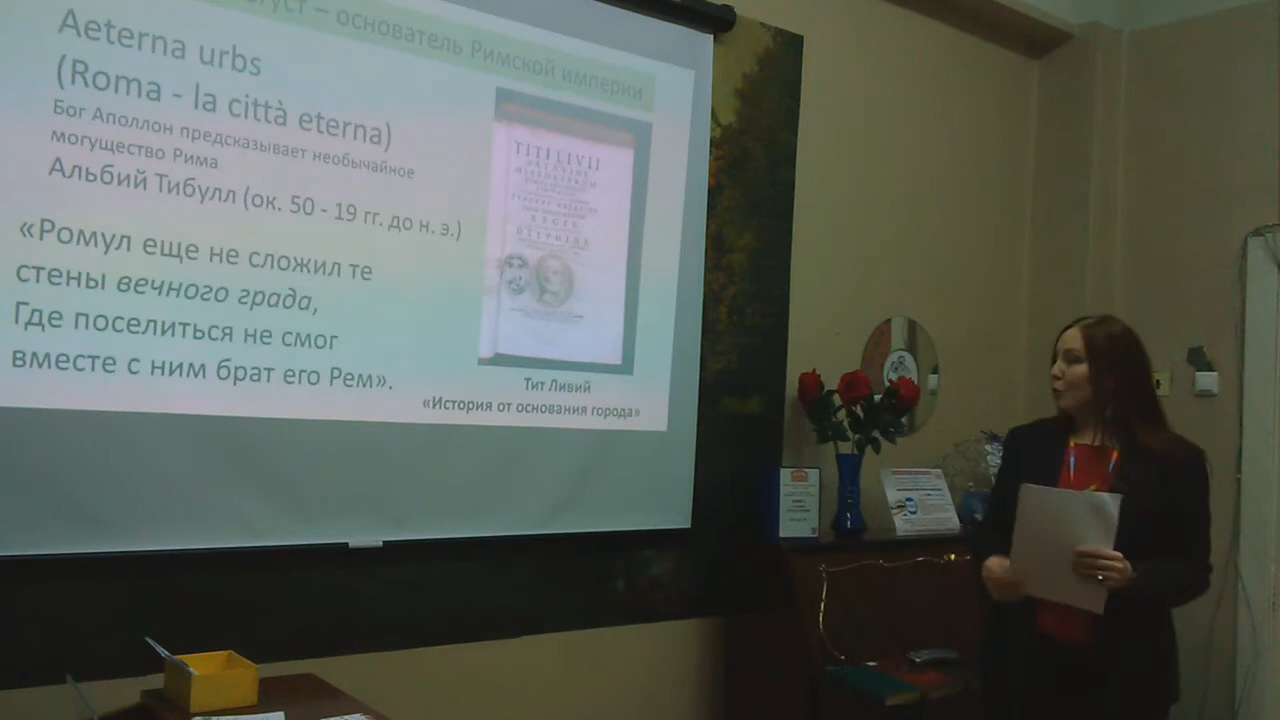 – основатель Римской империи
Aeterna urbs
(Roma - la città eterna)
Бог Аполлон предсказывает необычайное
могущество Рима
Альбий Тибулл (ок. 50 - 19 гг. до н. э.)
«Ромул еще не сложил те
стены вечного града,
Где поселиться не смог
вместе с ним брат его Рем».
TITI LIVII
Тит Ливий
«История от основания города»